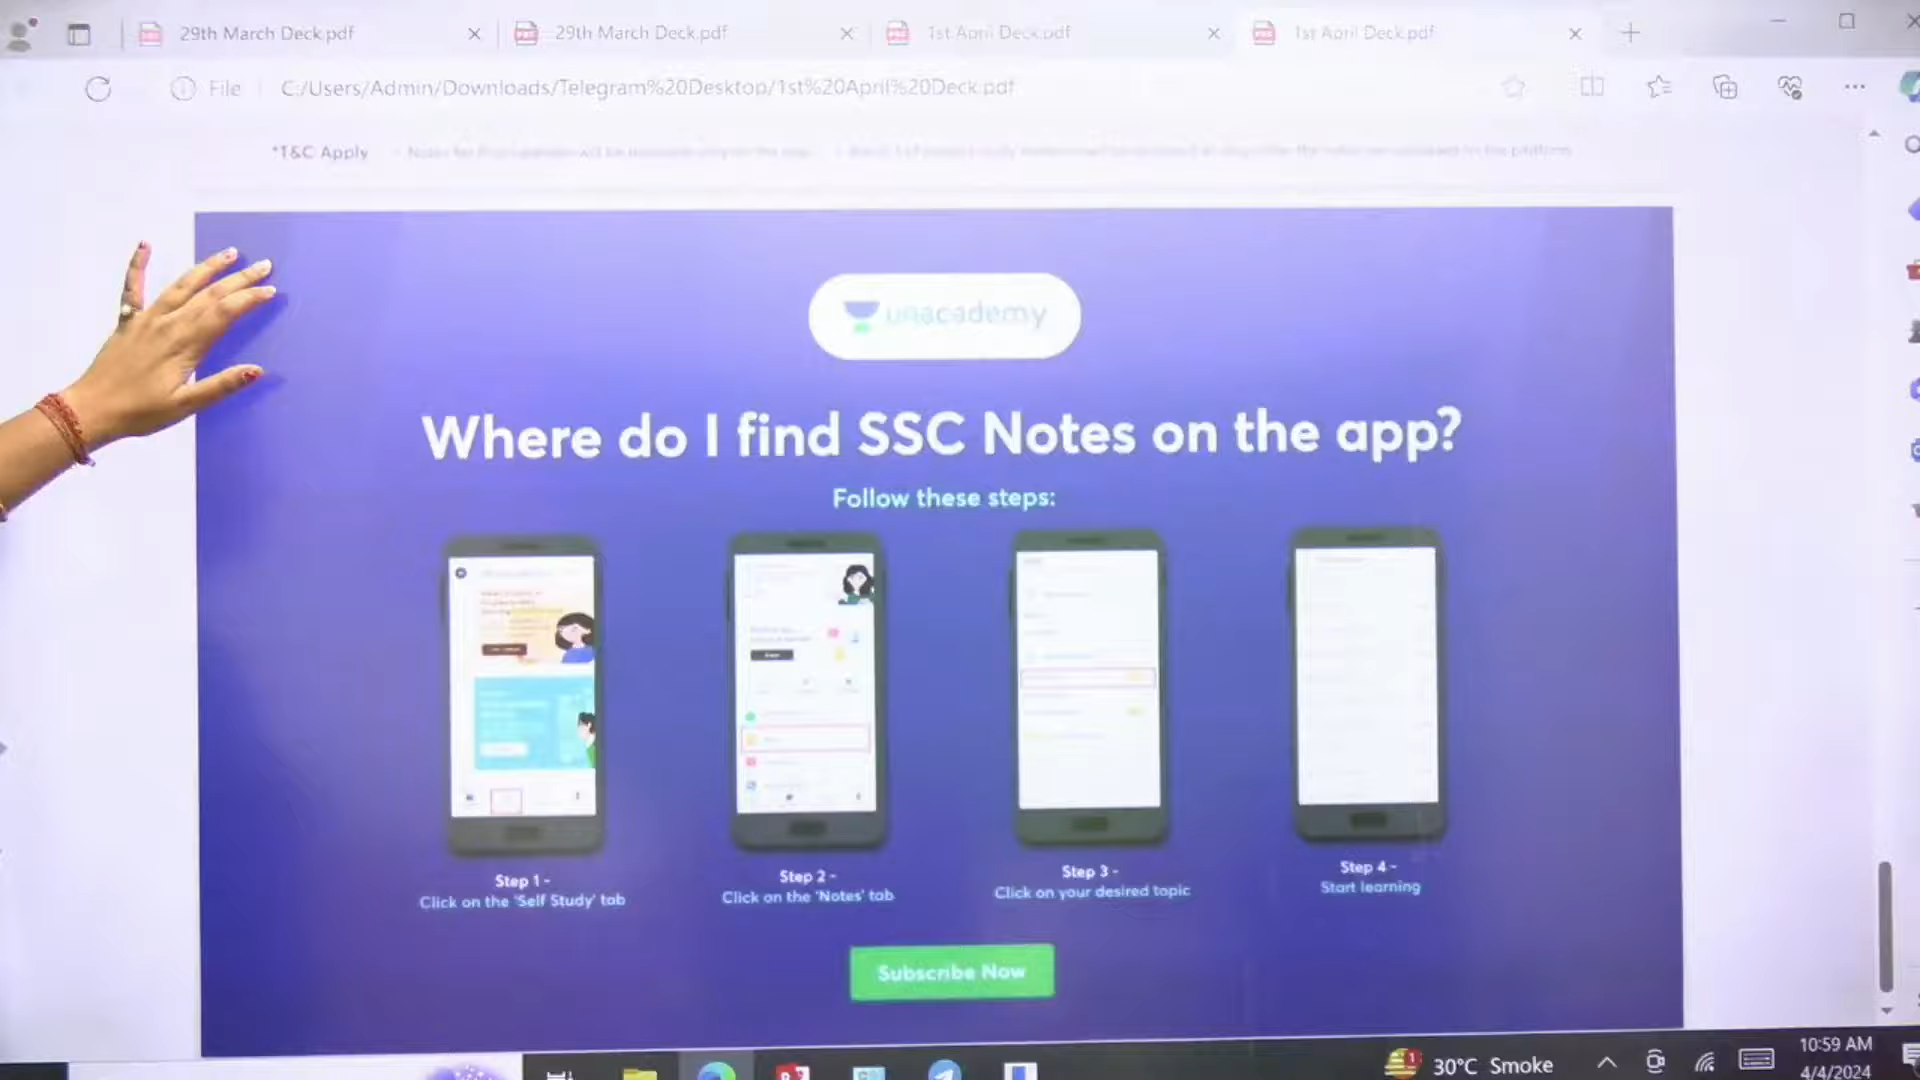 29th March Deck.pdf
29th March Deck.pdf
1st April Deck.pdf
1st April Deck.pdf
File
C:/Users/Admin/Downloads/Telegram%20Desktop/1st%20April%20Deck.pdf
*T&C Apply
unacademy
Where do I find SSC Notes on the app?
Follow these steps:
Step 1 -
Click on the 'Self Study' tab
Step 2 -
Click on the 'Notes' tab
Step 3 -
Click on your desired topic
Step 4 -
Start learning
Subscribe Now
30°C Smoke
10:59 AM
4/4/2024